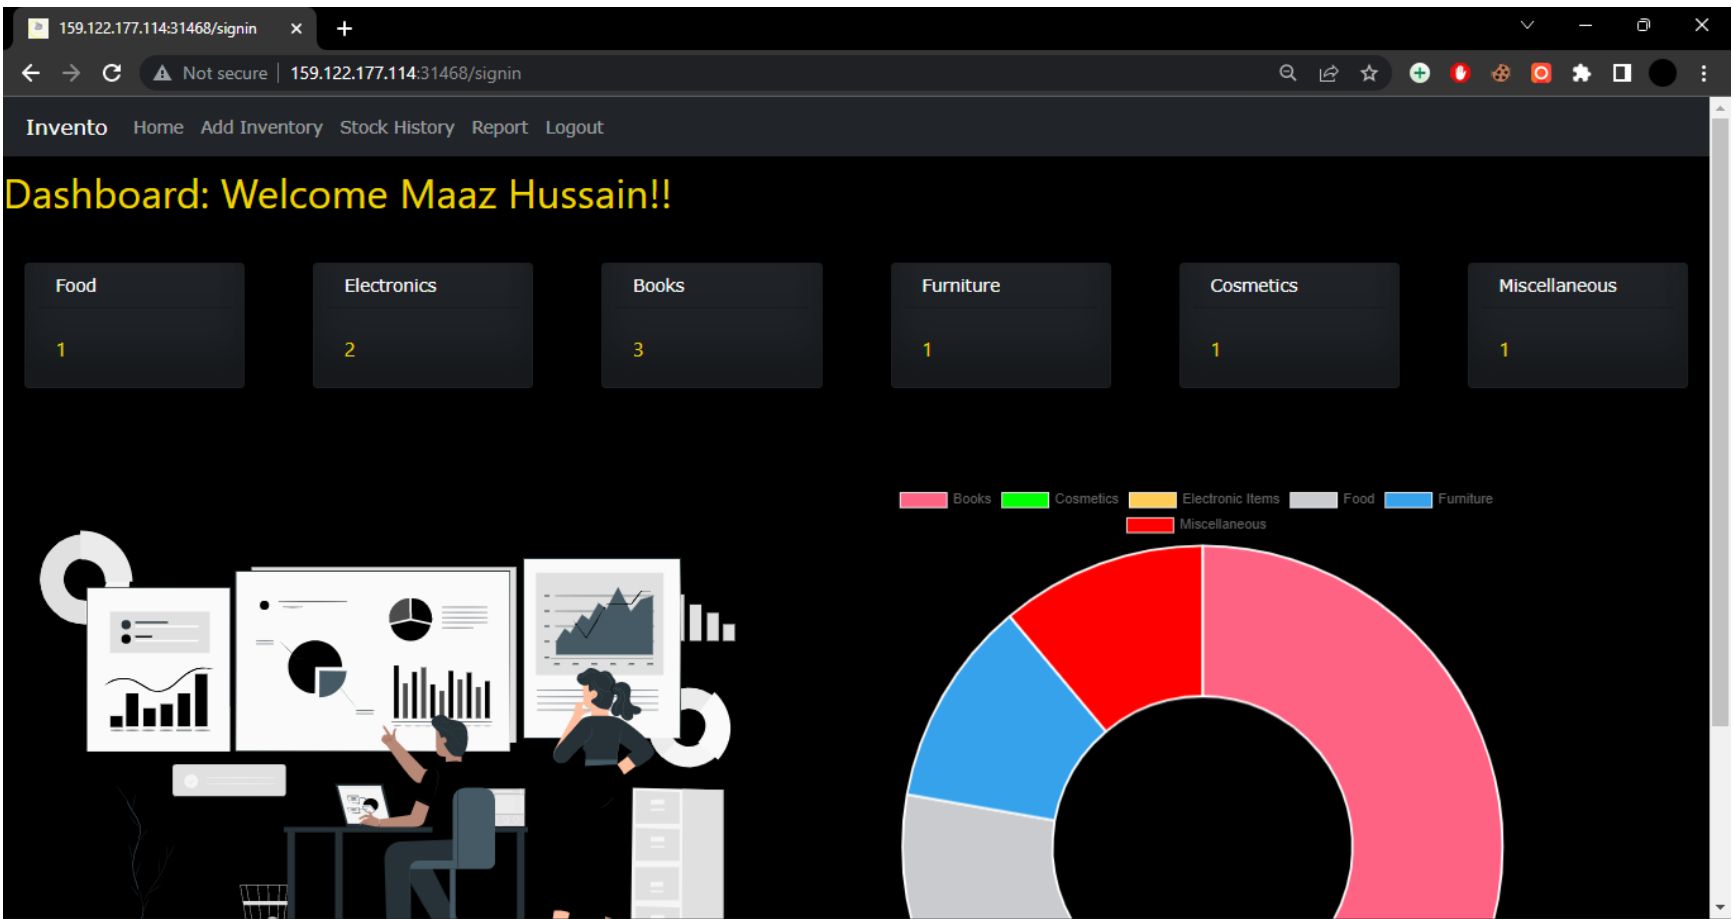 159.122.177.114:31468/signin
Not secure 159.122.177.114:31468/signin
Invento Home Add Inventory Stock History Report Logout
Dashboard: Welcome Maaz Hussain!!
Food Electronics Books Furniture Cosmetics Miscellaneous
1 2 3 1 1 1
Books Cosmetics Electronic Items Food Furniture
Miscellaneous